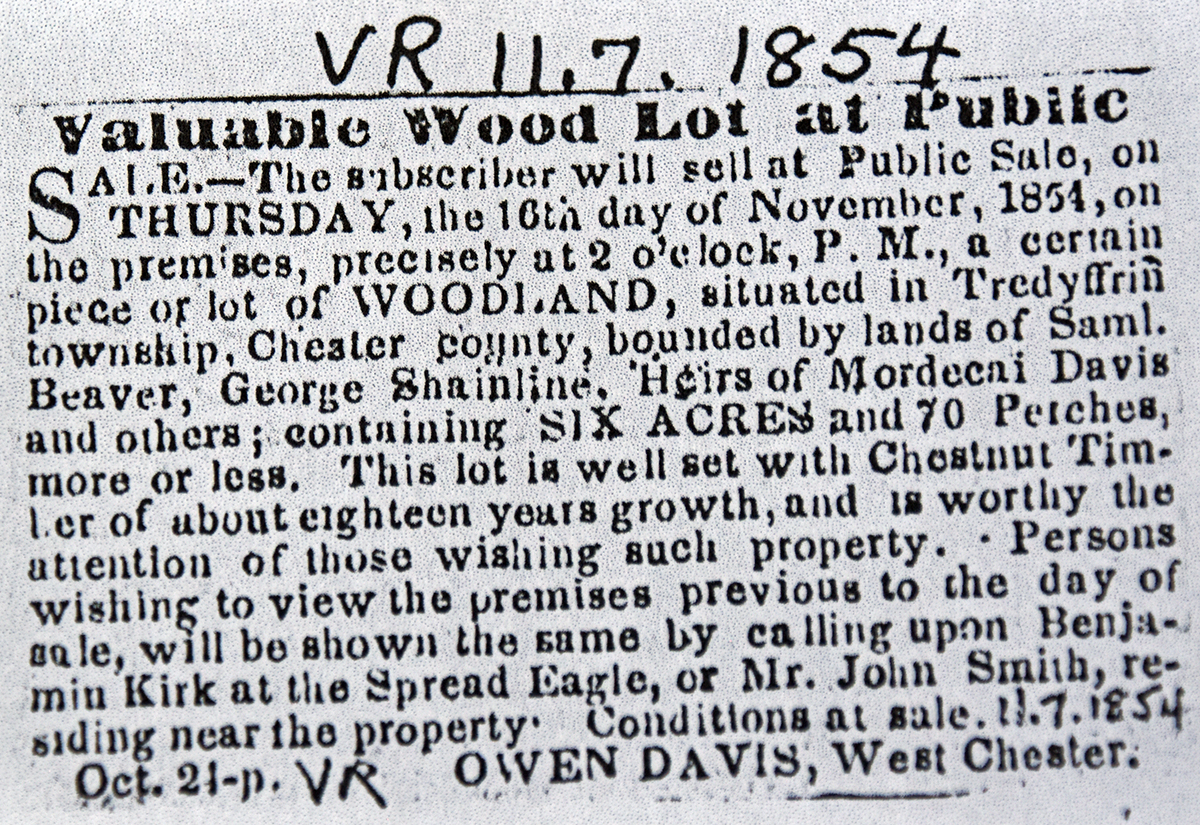 VR 11.7. 1854
Valuable Wood Lot at Public
SALE.—The subscriber will sell at Public Sale, on
THURSDAY, the 16th day of November, 1854, on
the premises, precisely at 2 o'clock, P. M., a certain
piece or lot of WOODLAND, situated in Tredyffrin
township, Chester county, bounded by lands of Saml.
Beaver, George Shainline, Heirs of Mordecai Davis
and others; containing SIX ACRES and 70 Perches,
more or less. This lot is well set with Chestnut Tim-
ber of about eighteen years growth, and is worthy the
attention of those wishing such property. Persons
wishing to view the premises previous to the day of
sale, will be shown the same by calling upon Benja-
min Kirk at the Spread Eagle, or Mr. John Smith, re-
siding near the property. Conditions at sale. 11.7.1854
Oct. 24-p. VR OWEN DAVIS, West Chester.